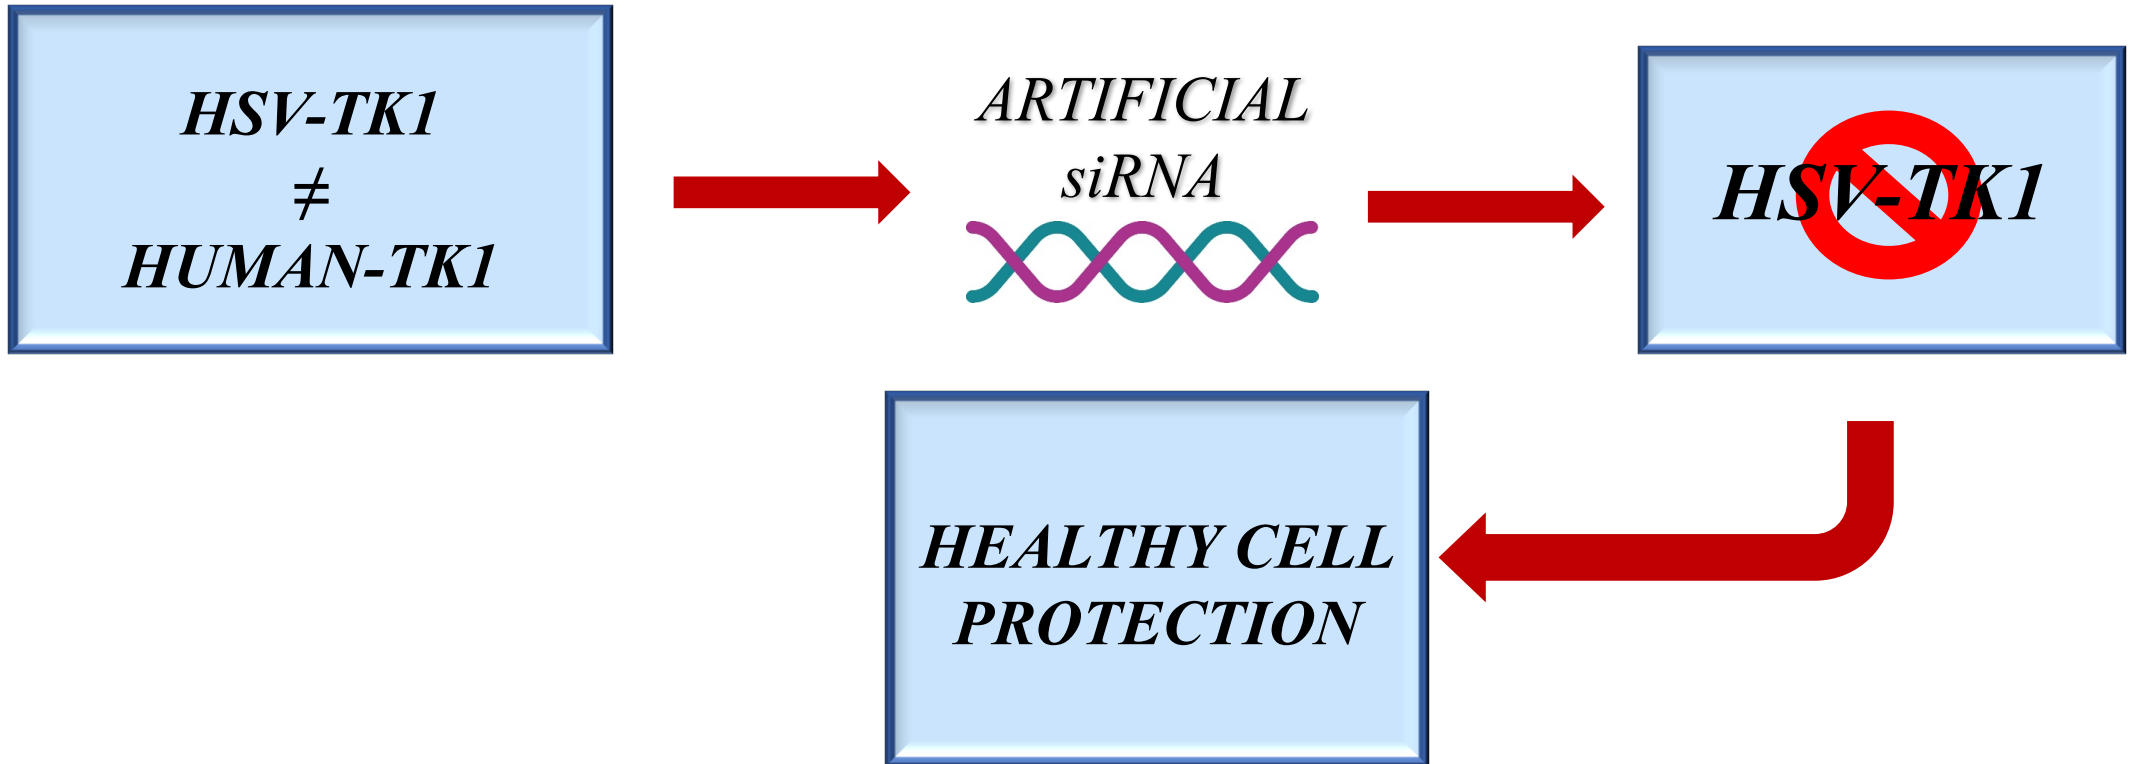 HSV-TK1
≠
HUMAN-TK1
ARTIFICIAL
siRNA
HSV-TK1
HEALTHY CELL
PROTECTION